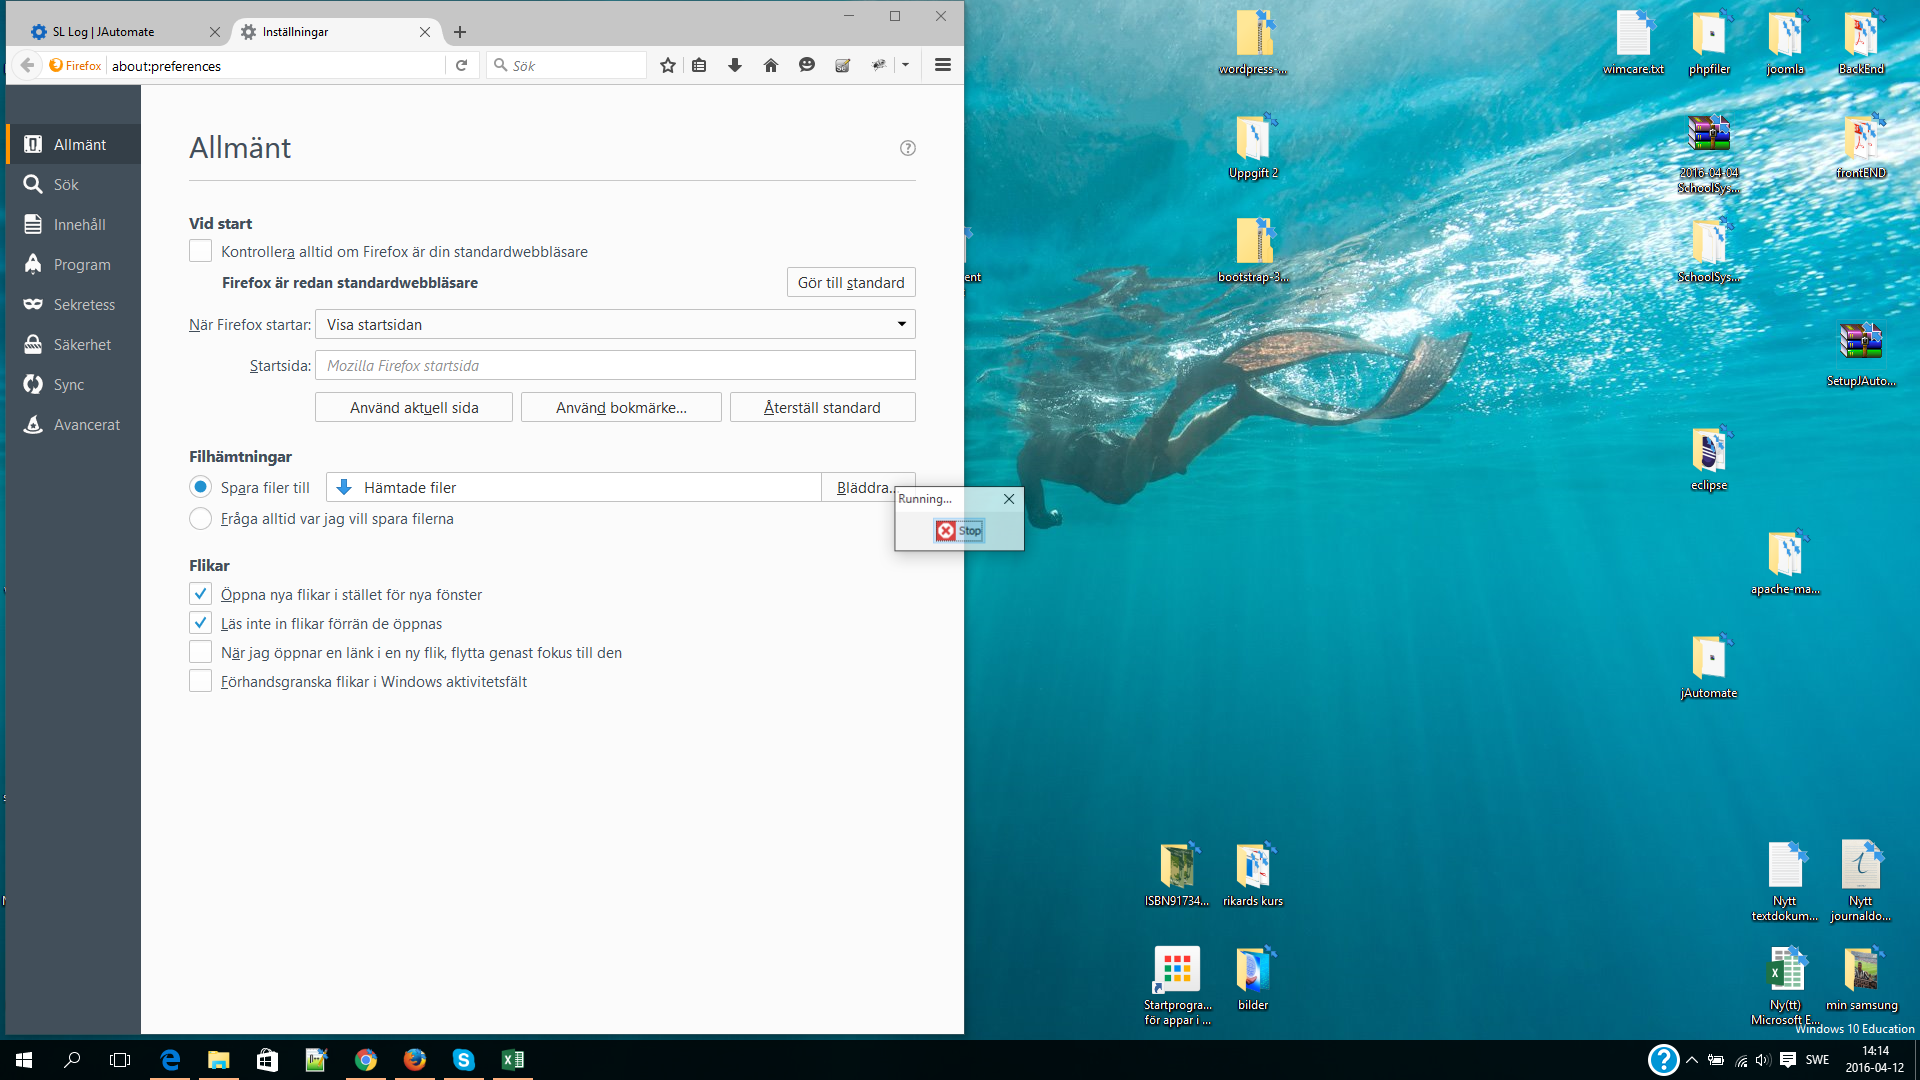 SL Log | JAutomate
Inställningar
Firefox
about:preferences
Sök
Allmänt
Sök
Innehåll
Program
Sekretess
Säkerhet
Sync
Avancerat
Allmänt
Vid start
Kontrollera alltid om Firefox är din standardwebbläsare
Firefox är redan standardwebbläsare
Gör till standard
När Firefox startar:
Visa startsidan
Startsida:
Mozilla Firefox startsida
Använd aktuell sida
Använd bokmärke...
Återställ standard
Filhämtningar
Spara filer till
Hämtade filer
Bläddra...
Fråga alltid var jag vill spara filerna
Flikar
Öppna nya flikar i stället för nya fönster
Läs inte in flikar förrän de öppnas
När jag öppnar en länk i en ny flik, flytta genast fokus till den
Förhandsgranska flikar i Windows aktivitetsfält
Running...
Stop
wordpress-...
Uppgift 2
bootstrap-3...
ent
wimcare.txt
phpfiler
joomla
BackEnd
2016-04-04
SchoolSys...
frontEND
SchoolSys...
SetupJAuto...
eclipse
apache-ma...
jAutomate
ISBN91734...
rikards kurs
Nytt
textdokum...
Nytt
journaldo...
Startprogra...
för appar i ...
bilder
Ny(tt)
Microsoft E...
min samsung
Windows 10 Education
SWE
14:14
2016-04-12